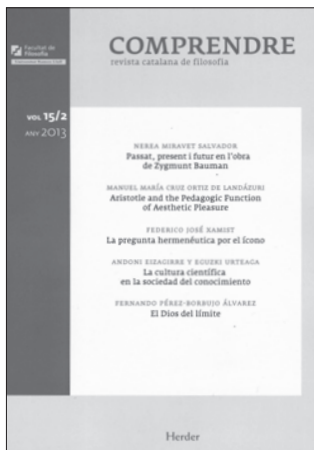 Facultat de
Filosofia
COMPRENDRE
revista catalana de filosofia
VOL 15/2
ANY 2013
NEREA MIRAVET SALVADOR
Passat, present i futur en l'obra
de Zygmunt Bauman
MANUEL MARÍA CRUZ ORTIZ DE LANDÁZURI
Aristotle and the Pedagogic Function
of Aesthetic Pleasure
FEDERICO JOSÉ XAMIST
La pregunta hermenéutica por el ícono
ANDONI EIZAGIRRE Y EGUZKI URTEAGA
La cultura científica
en la sociedad del conocimiento
FERNANDO PÉREZ-BORBUJO ÁLVAREZ
El Dios del límite
Herder